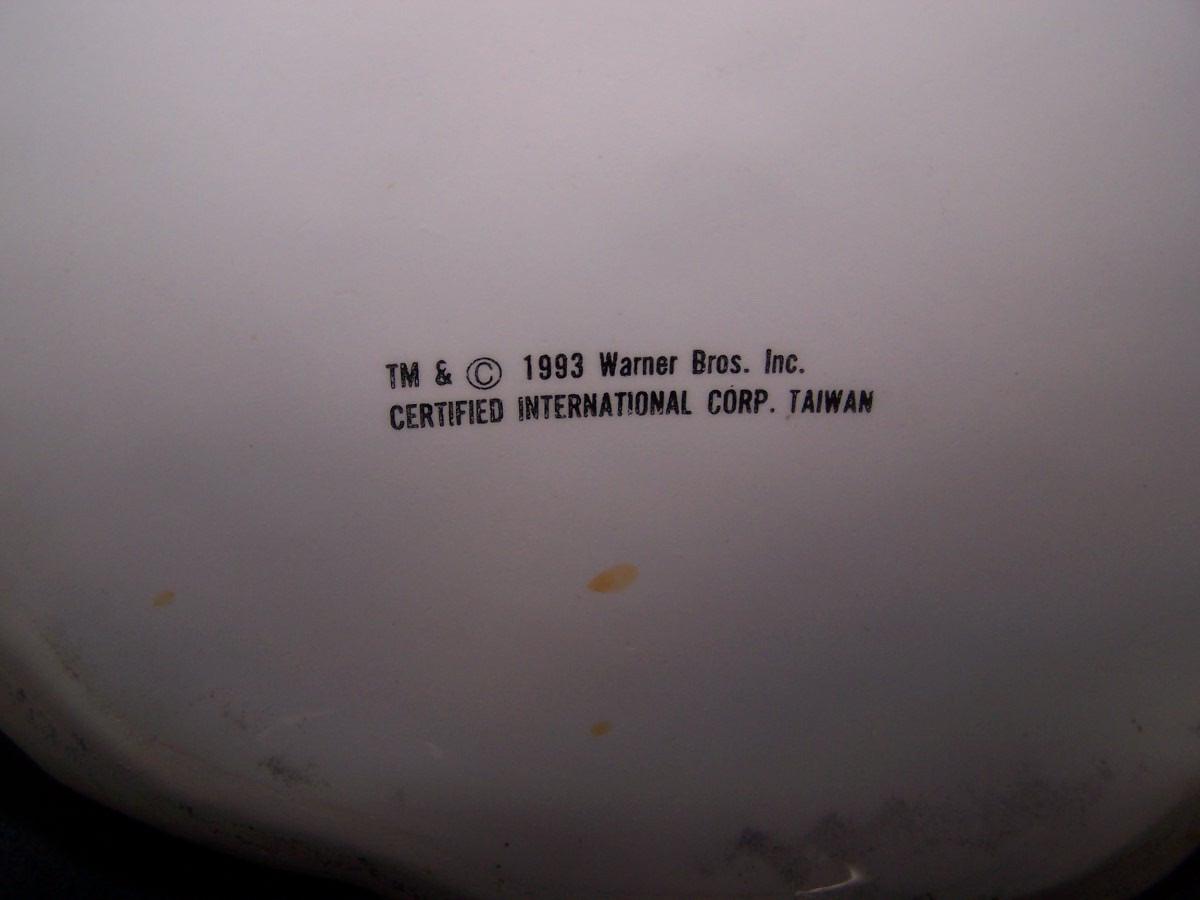 TM & © 1993 Warner Bros. Inc.
CERTIFIED INTERNATIONAL CORP. TAIWAN